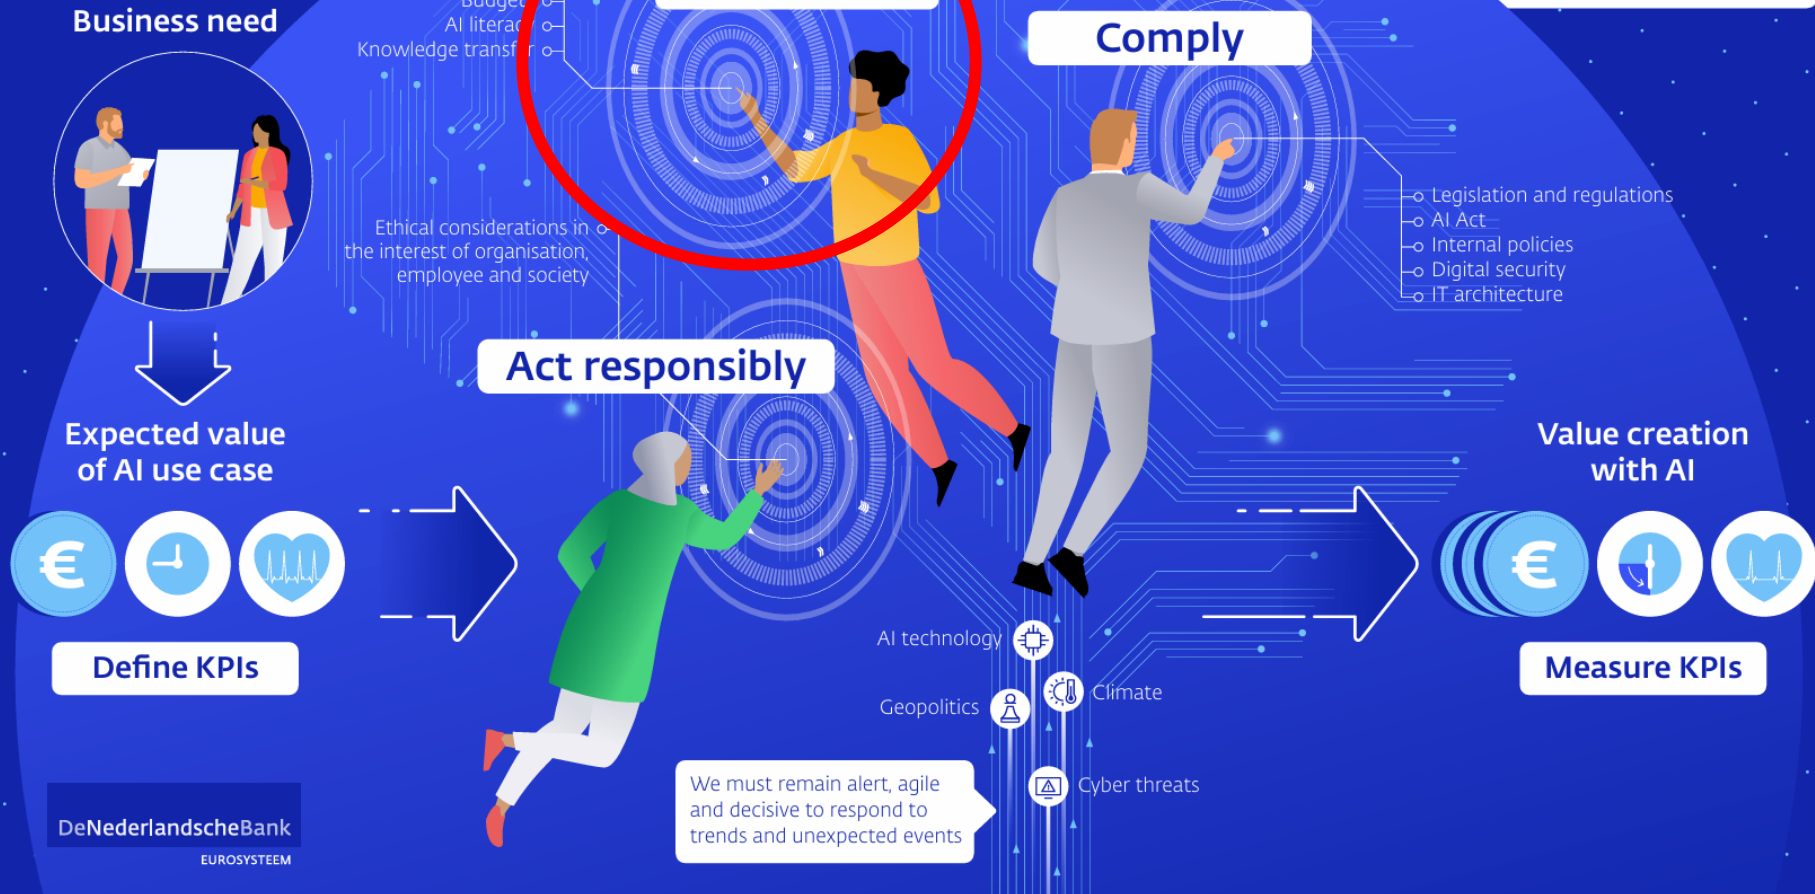 Business need
Budget
AI literacy
Knowledge transfer
Comply
Legislation and regulations
AI Act
Internal policies
Digital security
IT architecture
Ethical considerations in
the interest of organisation,
employee and society
Act responsibly
Expected value
of AI use case
€
Define KPIs
Value creation
with AI
€
Measure KPIs
AI technology
Geopolitics
Climate
Cyber threats
We must remain alert, agile
and decisive to respond to
trends and unexpected events
DeNederlandscheBank
EUROSYSTEEM